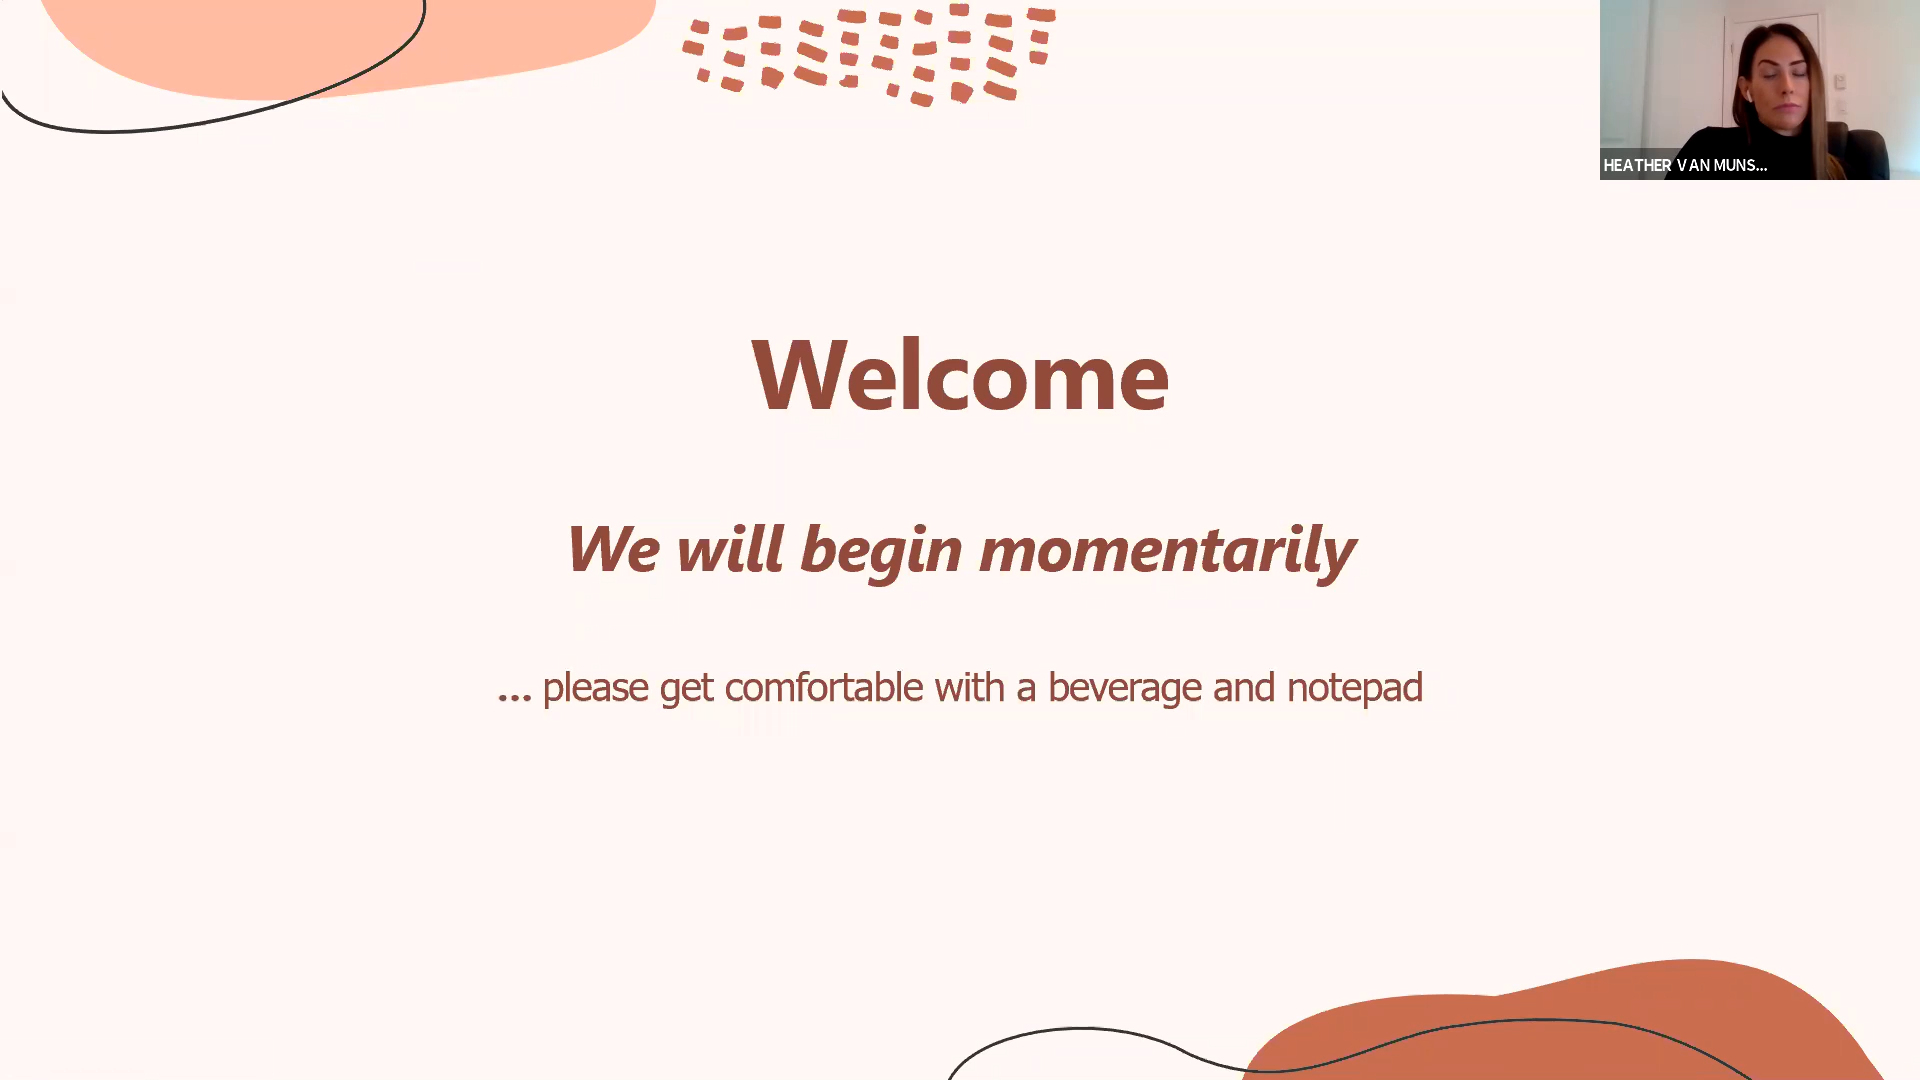 HEATHER VAN MUNS...
Welcome
We will begin momentarily
... please get comfortable with a beverage and notepad